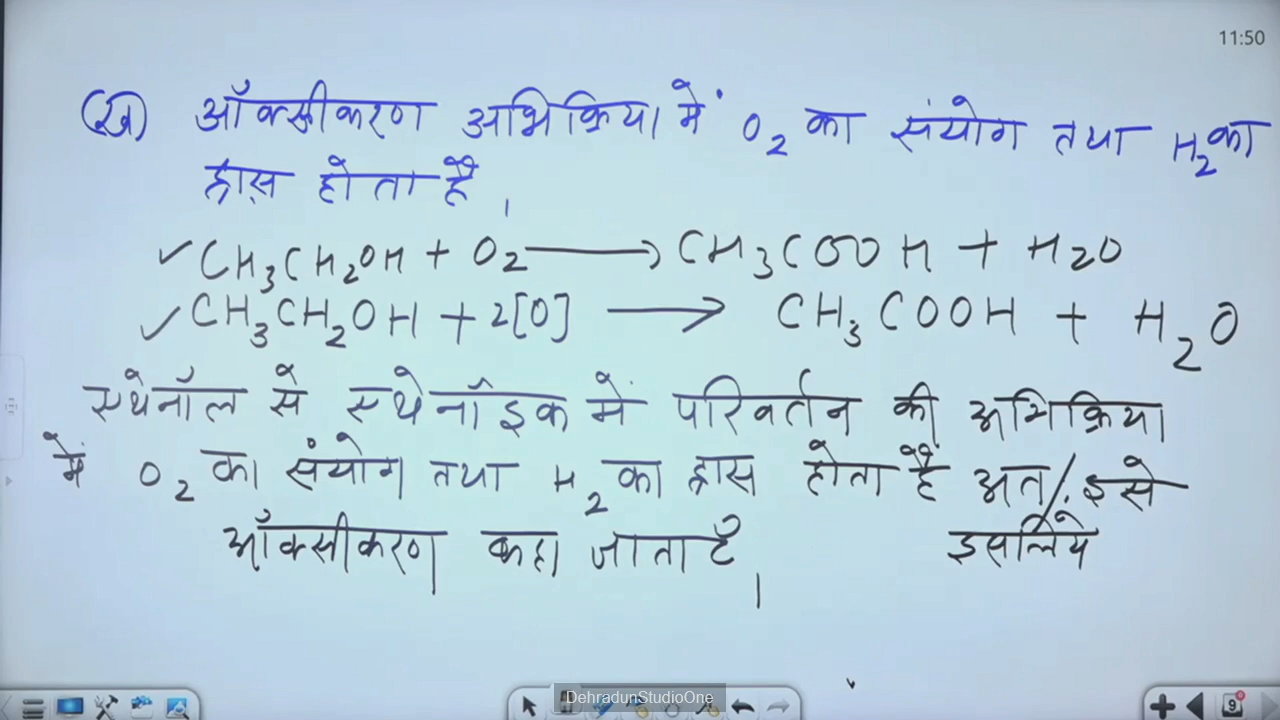 11:50
(ख) ऑक्सीकरण अभिक्रिया में O2 का संयोग तथा H2 का
ह्रास होता है।
✓ CH3CH2OH + O2 ⟶ CH3COOH + H2O
✓ CH3CH2OH + 2[O] ⟶ CH3COOH + H2O
एथेनॉल से एथेनॉइक में परिवर्तन की अभिक्रिया
में O2 का संयोग तथा H2 का ह्रास होता है अत: / इसे
ऑक्सीकरण कहा जाता है। इसलिये
DehradunStudioOne
9